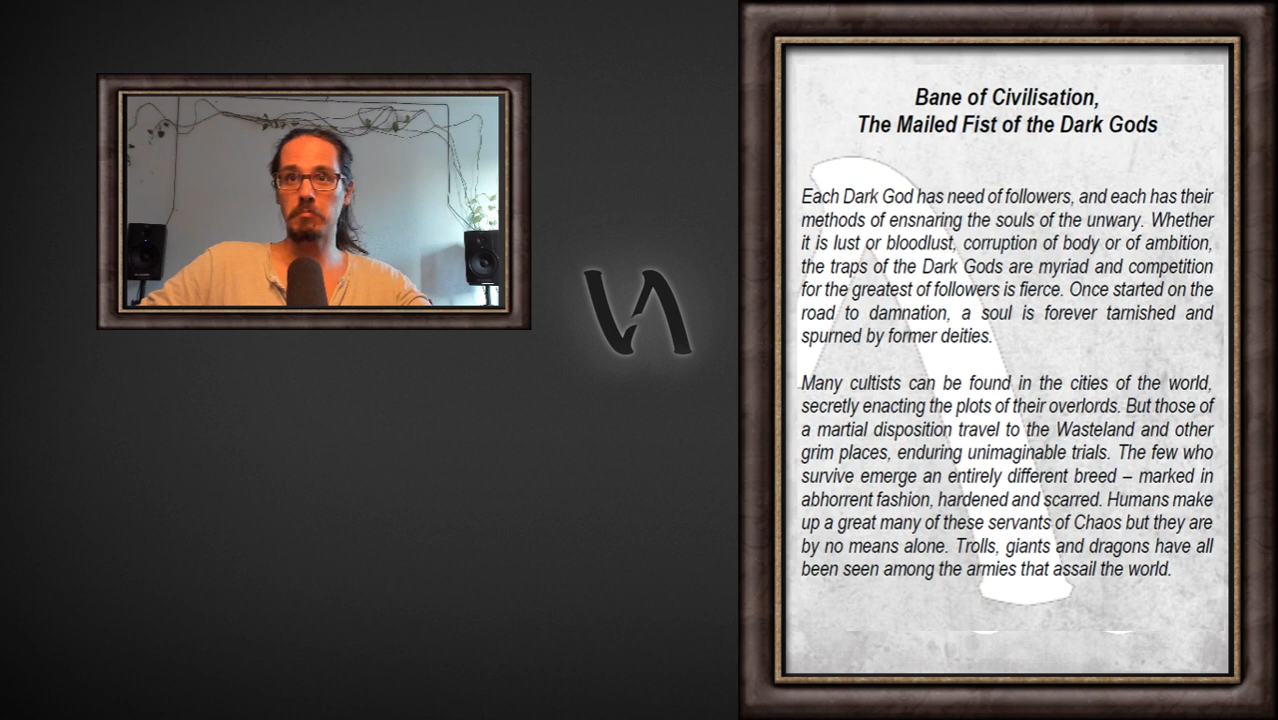 Bane of Civilisation,
The Mailed Fist of the Dark Gods
Each Dark God has need of followers, and each has their
methods of ensnaring the souls of the unwary. Whether
it is lust or bloodlust, corruption of body or of ambition,
the traps of the Dark Gods are myriad and competition
for the greatest of followers is fierce. Once started on the
road to damnation, a soul is forever tarnished and
spurned by former deities.
Many cultists can be found in the cities of the world,
secretly enacting the plots of their overlords. But those of
a martial disposition travel to the Wasteland and other
grim places, enduring unimaginable trials. The few who
survive emerge an entirely different breed – marked in
abhorrent fashion, hardened and scarred. Humans make
up a great many of these servants of Chaos but they are
by no means alone. Trolls, giants and dragons have all
been seen among the armies that assail the world.